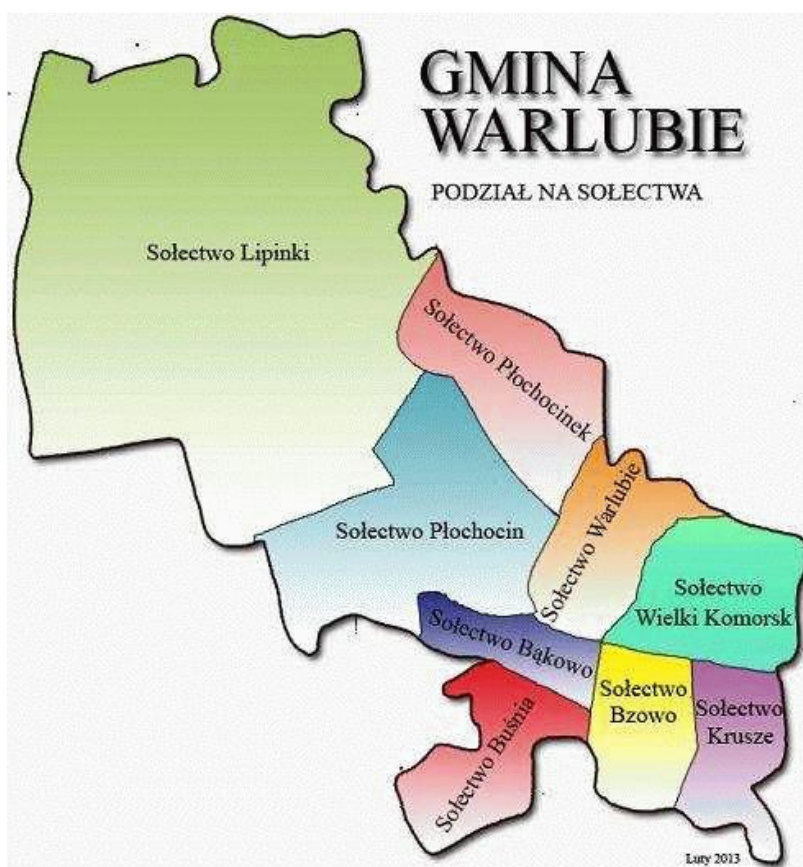 GMINA
WARLUBIE
PODZIAŁ NA SOŁECTWA
Sołectwo Lipinki
Sołectwo Płochocinek
Sołectwo Płochocin
Sołectwo Warlubie
Sołectwo
Wielki Komorsk
Sołectwo Bąkowo
Sołectwo
Bzowo
Sołectwo
Krusze
Sołectwo Buśnia
Luty 2013